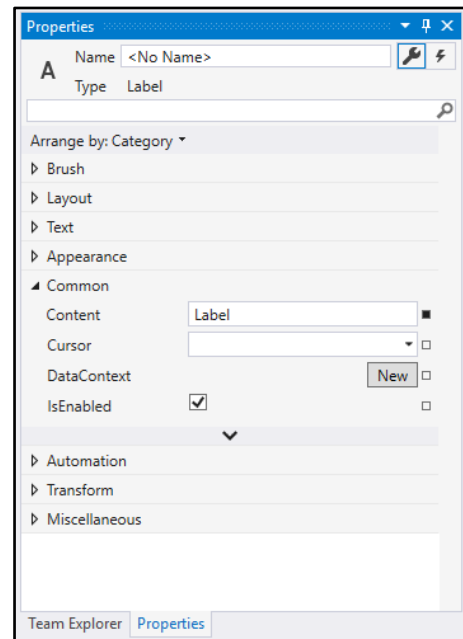 Properties
A
Name <No Name>
Type Label
Arrange by: Category
Brush
Layout
Text
Appearance
Common
Content Label
Cursor
DataContext New
IsEnabled
Automation
Transform
Miscellaneous
Team Explorer Properties